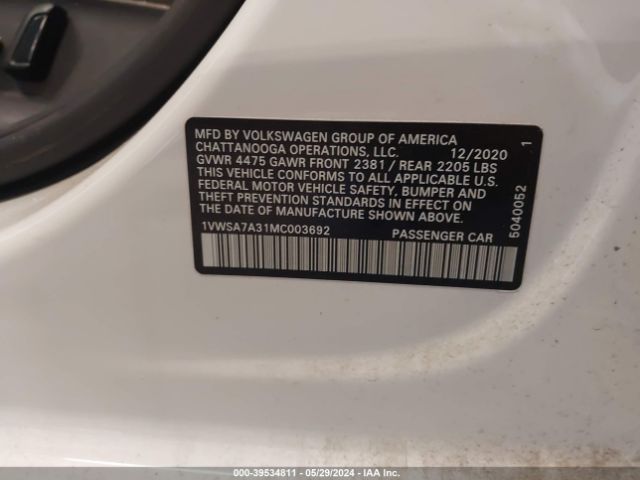 MFD BY VOLKSWAGEN GROUP OF AMERICA
CHATTANOOGA OPERATIONS, LLC. 12/2020 1
GVWR 4475 GAWR FRONT 2381 / REAR 2205 LBS
THIS VEHICLE CONFORMS TO ALL APPLICABLE U.S.
FEDERAL MOTOR VEHICLE SAFETY, BUMPER AND
THEFT PREVENTION STANDARDS IN EFFECT ON
THE DATE OF MANUFACTURE SHOWN ABOVE.
1VWSA7A31MC003692 PASSENGER CAR
5040052
000-39534811 - 05/29/2024 - IAA Inc.